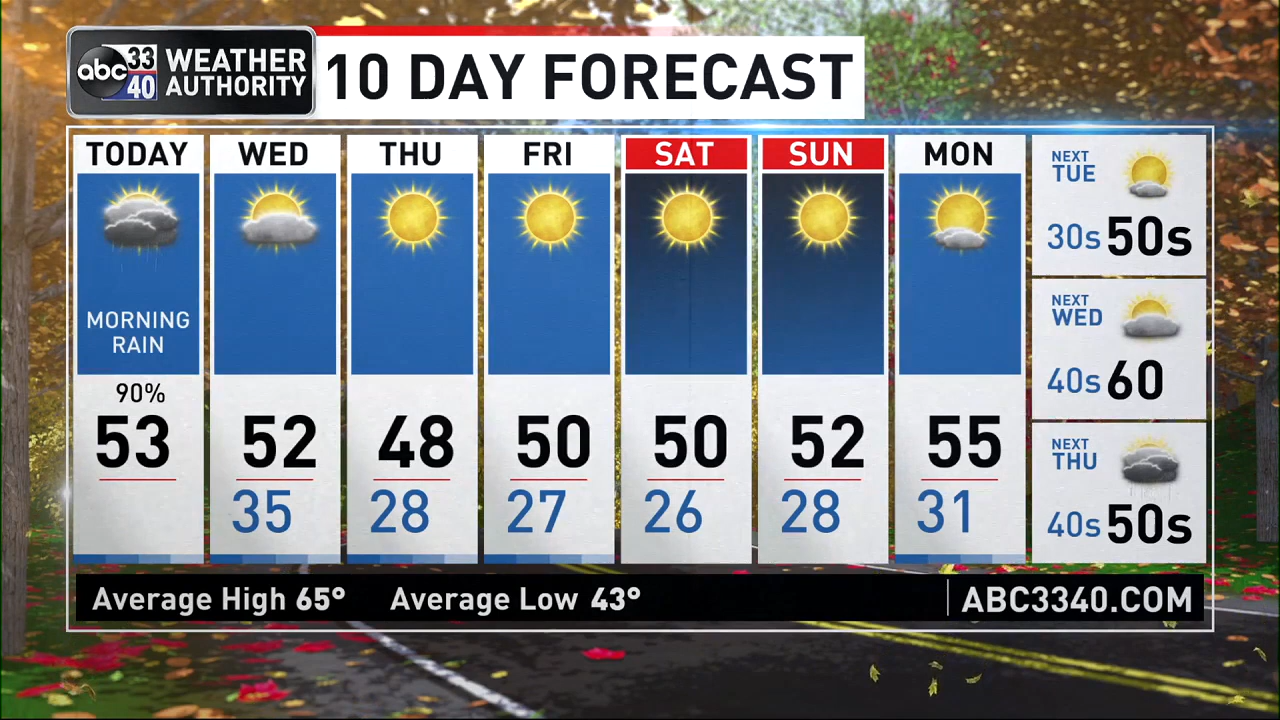 abc 33
40
WEATHER
AUTHORITY
10 DAY FORECAST
TODAY
MORNING
RAIN
90%
53
WED
52
35
THU
48
28
FRI
50
27
SAT
50
26
SUN
52
28
MON
55
31
NEXT
TUE
30s 50s
NEXT
WED
40s 60
NEXT
THU
40s 50s
Average High 65° Average Low 43°
ABC3340.COM